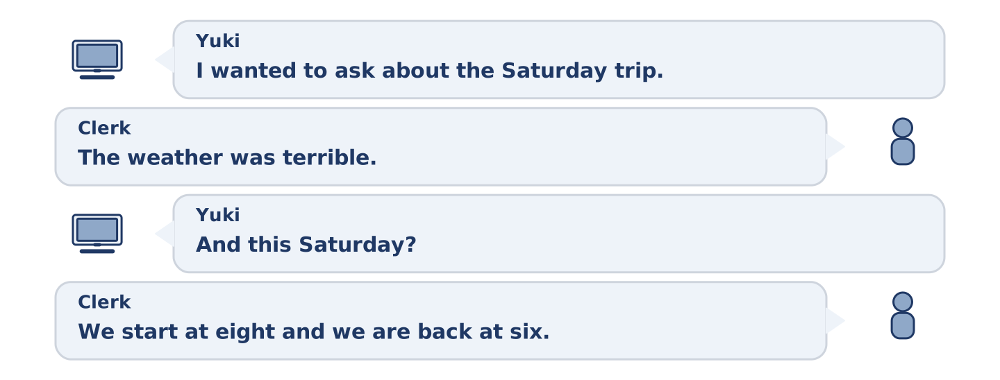 Yuki
I wanted to ask about the Saturday trip.
Clerk
The weather was terrible.
Yuki
And this Saturday?
Clerk
We start at eight and we are back at six.